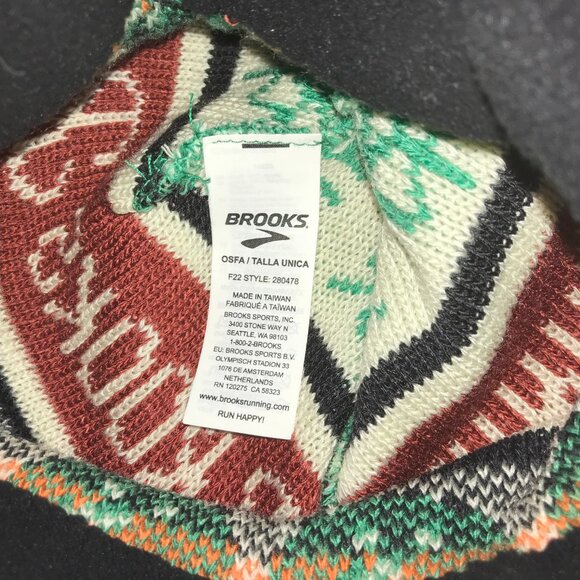 BROOKS
OSFA / TALLA UNICA
F22 STYLE: 280478
MADE IN TAIWAN
FABRIQUÉ A TAÏWAN
BROOKS SPORTS, INC.
3400 STONE WAY N
SEATTLE, WA 98103
1-800-2-BROOKS
EU: BROOKS SPORTS B.V.
OLYMPISCH STADION 33
1076 DE AMSTERDAM
NETHERLANDS
RN 120275 CA 58323
www.brooksrunning.com
RUN HAPPY!